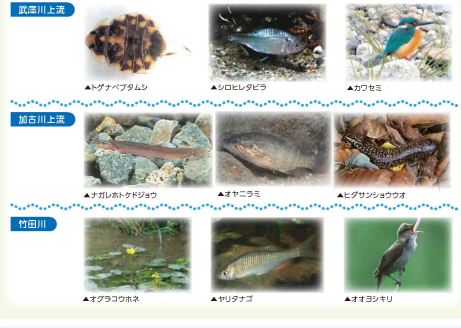 武庫川上流
▲トゲナベブタムシ
▲シロヒレタビラ
▲カワセミ
加古川上流
▲ナガレホトケドジョウ
▲オヤニラミ
▲ヒダサンショウウオ
竹田川
▲オグラコウホネ
▲ヤリタナゴ
▲オオヨシキリ